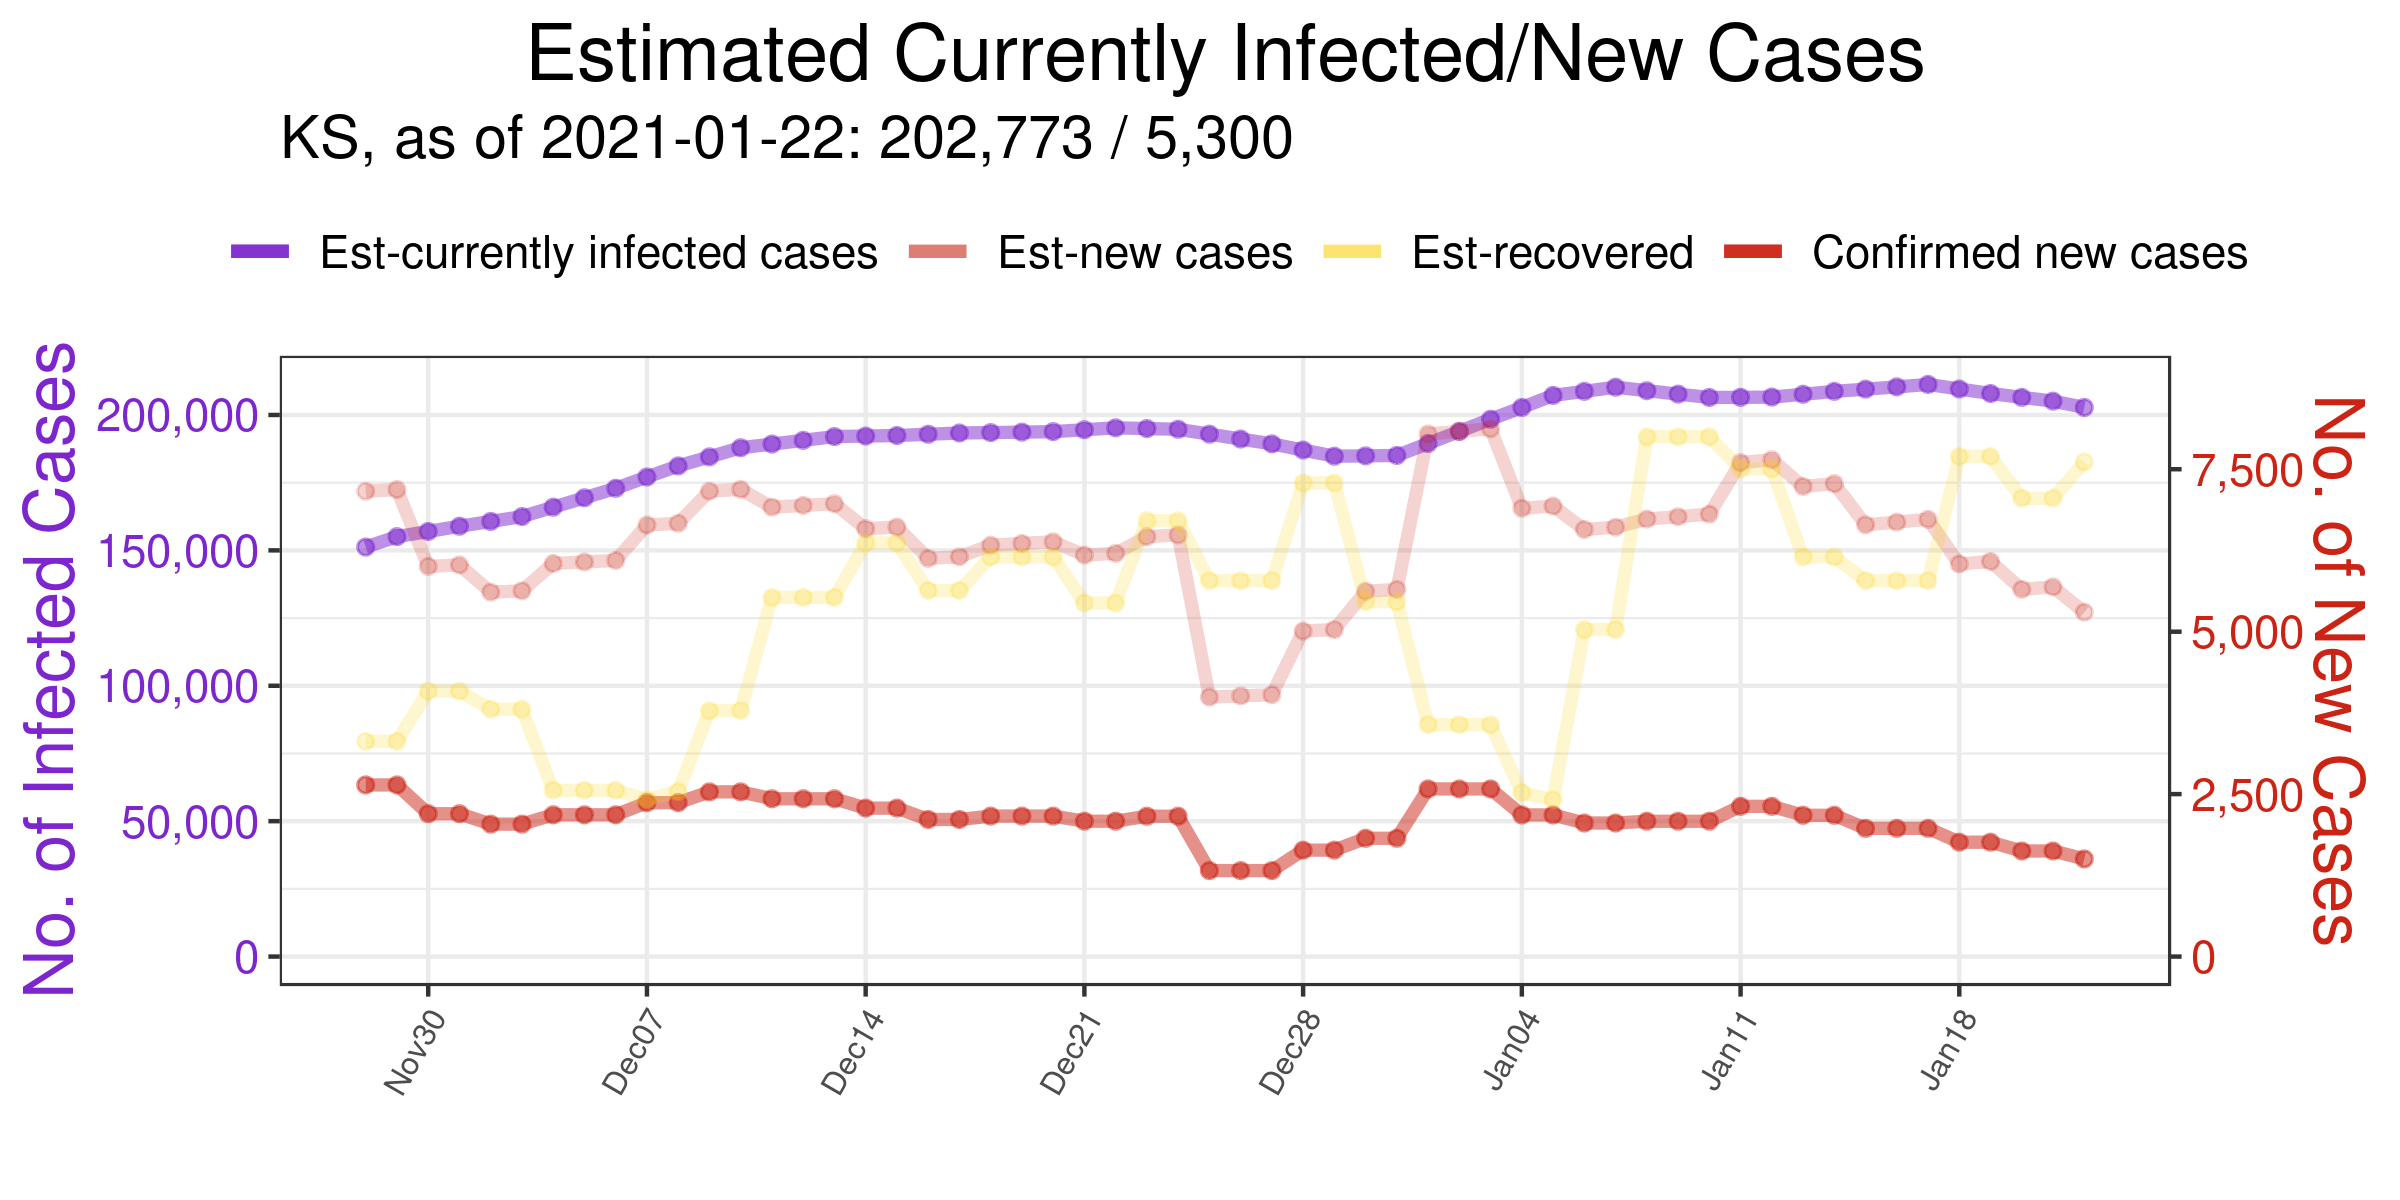 Estimated Currently Infected/New Cases
KS, as of 2021-01-22: 202,773 / 5,300
Est-currently infected cases Est-new cases Est-recovered Confirmed new cases
No. of Infected Cases
200,000
150,000
100,000
50,000
0
7,500
5,000
2,500
0
No. of New Cases
Nov30 Dec07 Dec14 Dec21 Dec28 Jan04 Jan11 Jan18